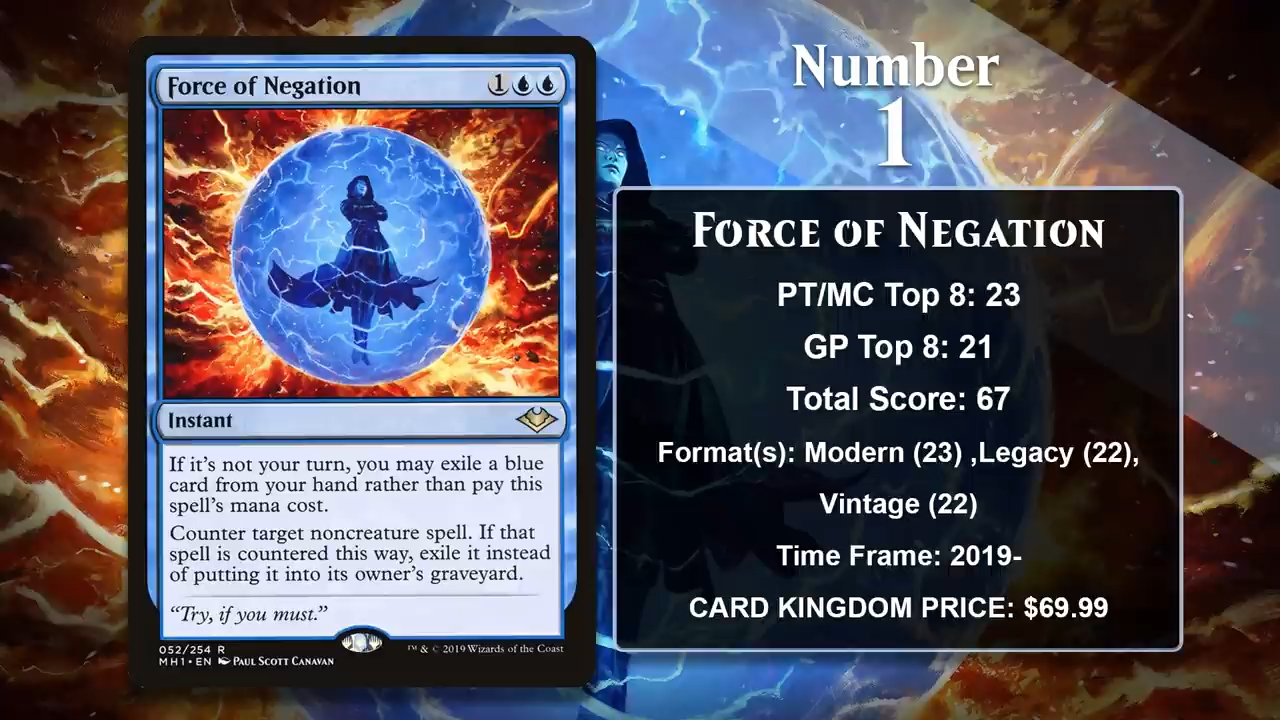 Force of Negation 1
Instant
If it's not your turn, you may exile a blue
card from your hand rather than pay this
spell's mana cost.
Counter target noncreature spell. If that
spell is countered this way, exile it instead
of putting it into its owner's graveyard.
"Try, if you must."
052/254 R
MH1 • EN Paul Scott Canavan
™ & © 2019 Wizards of the Coast
Number
1
Force of Negation
PT/MC Top 8: 23
GP Top 8: 21
Total Score: 67
Format(s): Modern (23) ,Legacy (22),
Vintage (22)
Time Frame: 2019-
CARD KINGDOM PRICE: $69.99